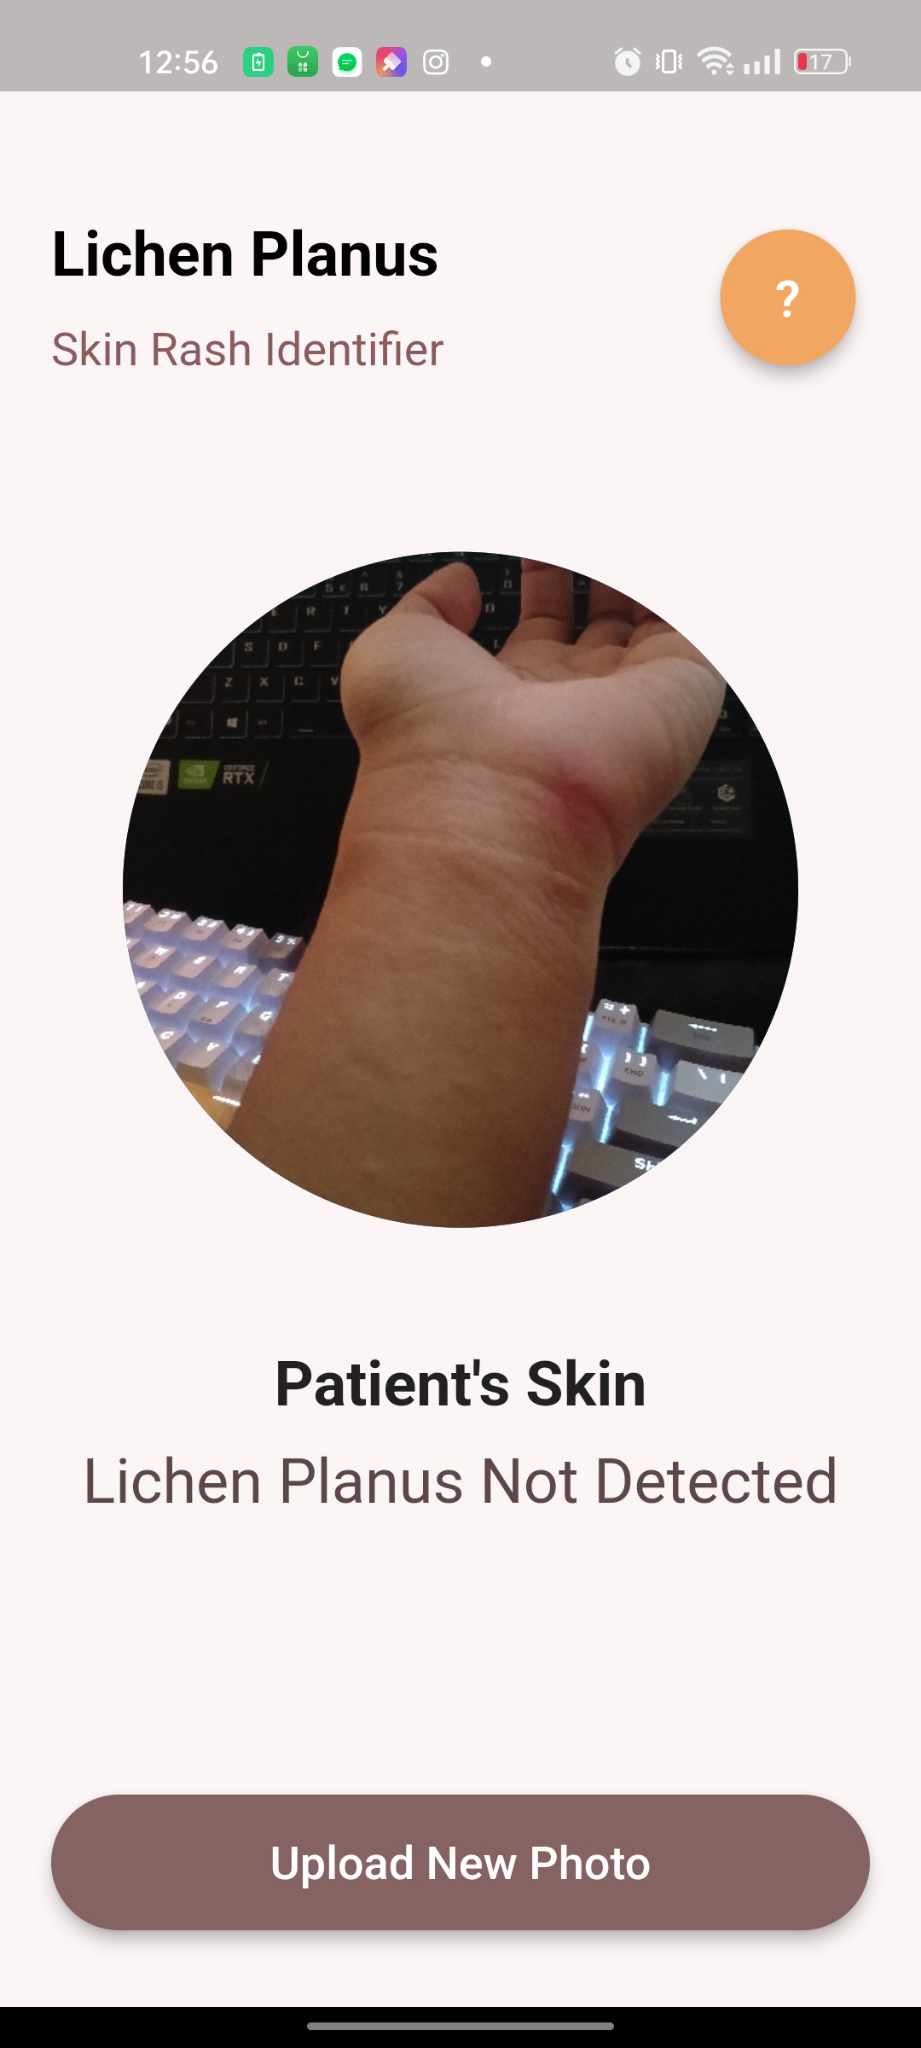 12:56
17
Lichen Planus
?
Skin Rash Identifier
S D F
Z X C V
RTX
Patient's Skin
Lichen Planus Not Detected
Upload New Photo